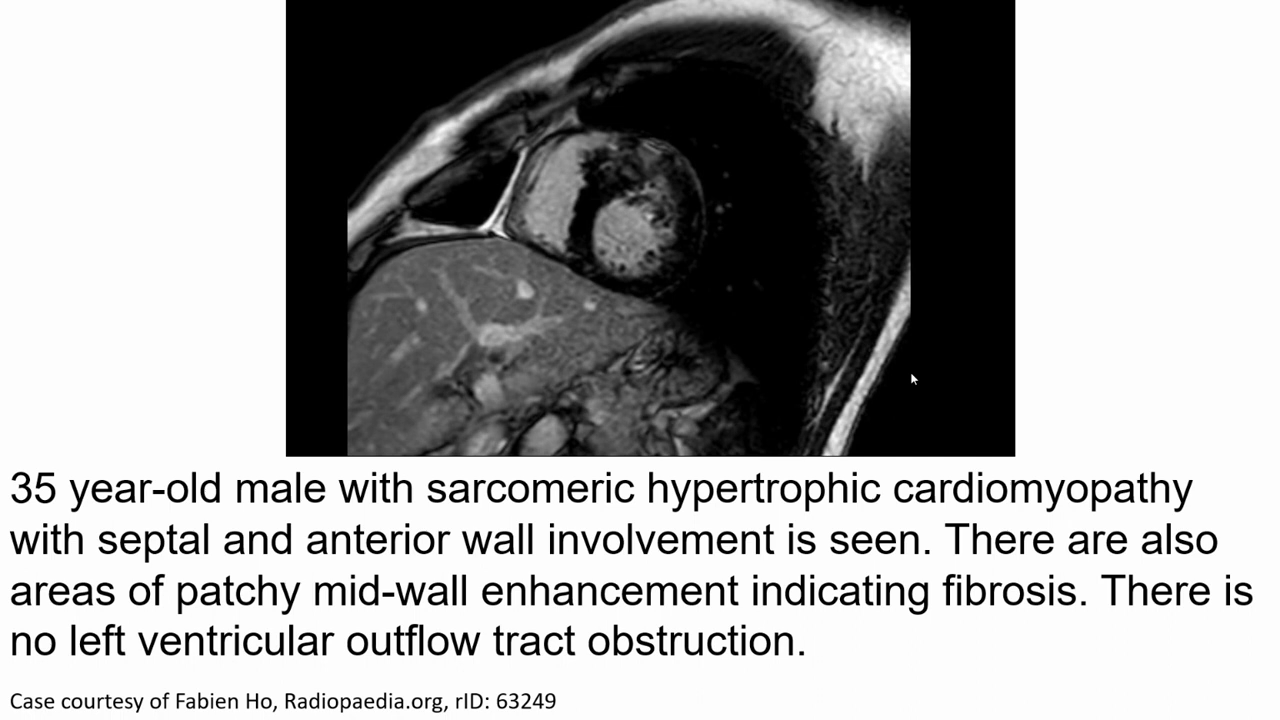 35 year-old male with sarcomeric hypertrophic cardiomyopathy
with septal and anterior wall involvement is seen. There are also
areas of patchy mid-wall enhancement indicating fibrosis. There is
no left ventricular outflow tract obstruction.
Case courtesy of Fabien Ho, Radiopaedia.org, rID: 63249